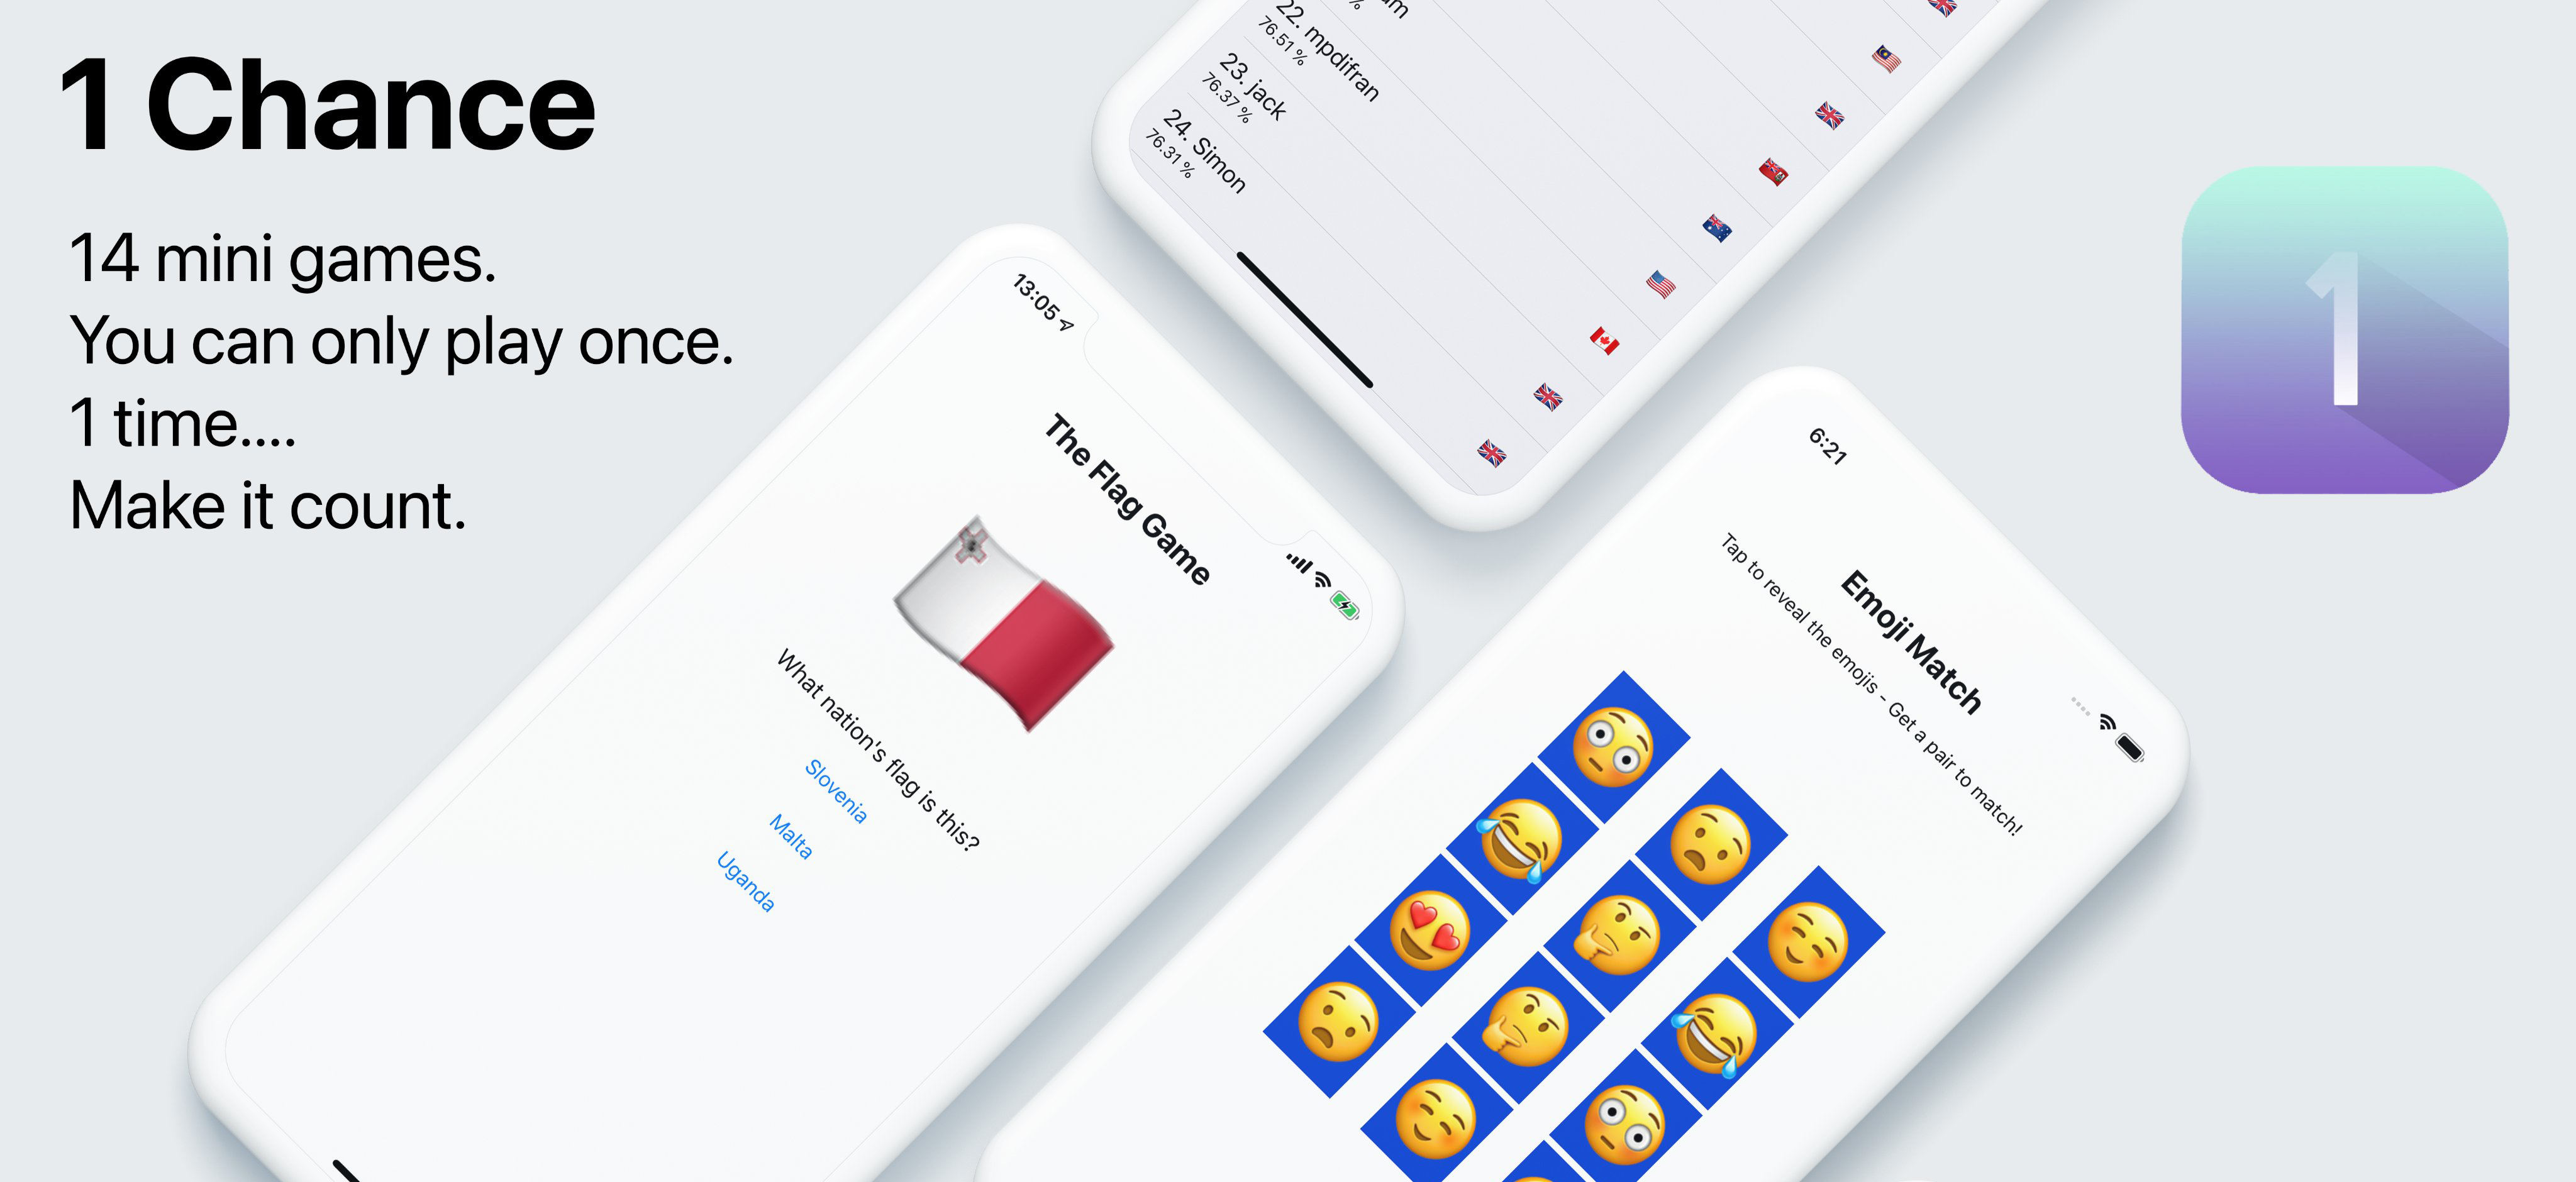 1 Chance
14 mini games.
You can only play once.
1 time....
Make it count.
22. mpdifran
76.51 %
23. jack
76.37 %
24. Simon
76.31 %
13:05
The Flag Game
What nation's flag is this?
Slovenia
Malta
Uganda
6:21
Emoji Match
Tap to reveal the emojis - Get a pair to match!
1